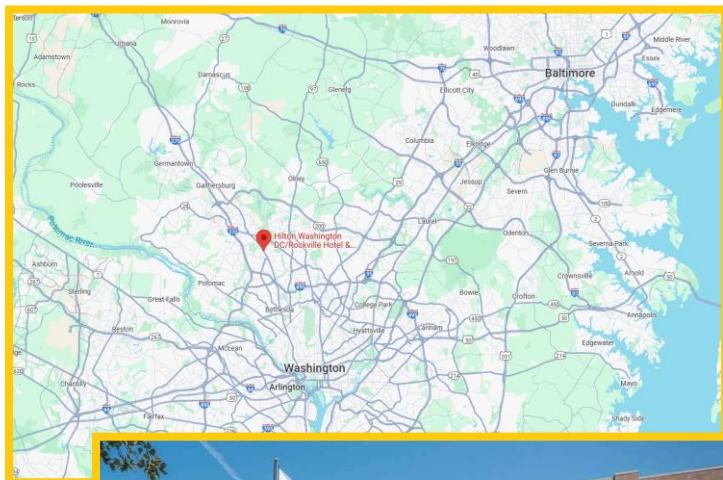 Monrovia
Middle River
Adamstown
Urbana
Woodlawn
Essex
Rocks
Damascus
Baltimore
Glenelg
Ellicott City
Dundalk
Edgemere
Columbia
Elkridge
Germantown
Olney
Glen Burnie
Poolesville
Gaithersburg
Jessup
Severn
Potomac River
Laurel
Hilton Washington
DC/Rockville Hotel &...
Odenton
Severna Park
Ashburn
Arnold
Sterling
Potomac
Crownsville
Great Falls
Bowie
Crofton
Bethesda
College Park
Annapolis
Reston
Hyattsville
Lanham
McLean
Edgewater
Washington
Chantilly
Arlington
Mayo
Fairfax
Shady Side